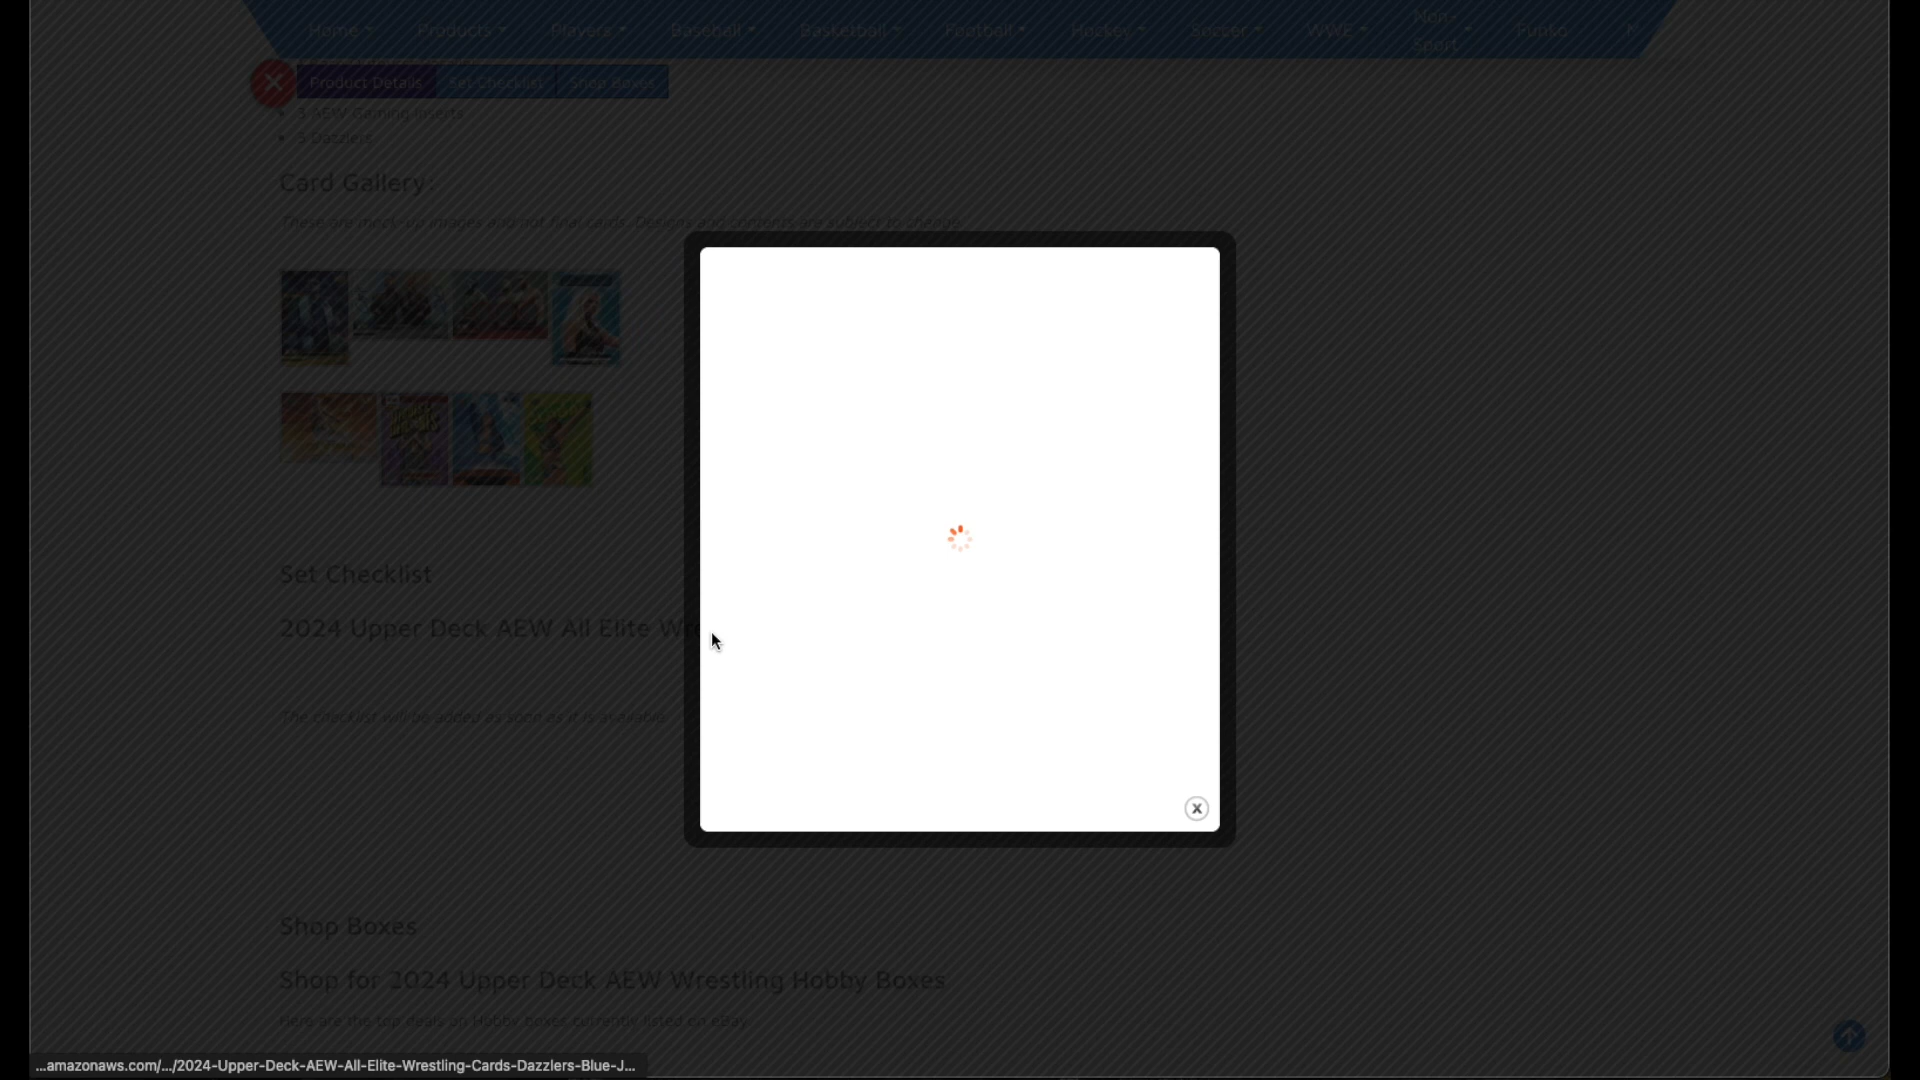 Home Products Players Baseball Basketball Football Hockey Soccer WWE Non-Sport Funko
Product Details Set Checklist Shop Boxes
3 AEW Gaming Inserts
3 Dazzlers
Card Gallery:
These are mock-up images and not final cards. Designs and contents are subject to change.
Set Checklist
2024 Upper Deck AEW All Elite Wre
The checklist will be added as soon as it is available.
X
Shop Boxes
Shop for 2024 Upper Deck AEW Wrestling Hobby Boxes
Here are the top deals on Hobby boxes currently listed on eBay.
...amazonaws.com/.../2024-Upper-Deck-AEW-All-Elite-Wrestling-Cards-Dazzlers-Blue-J...